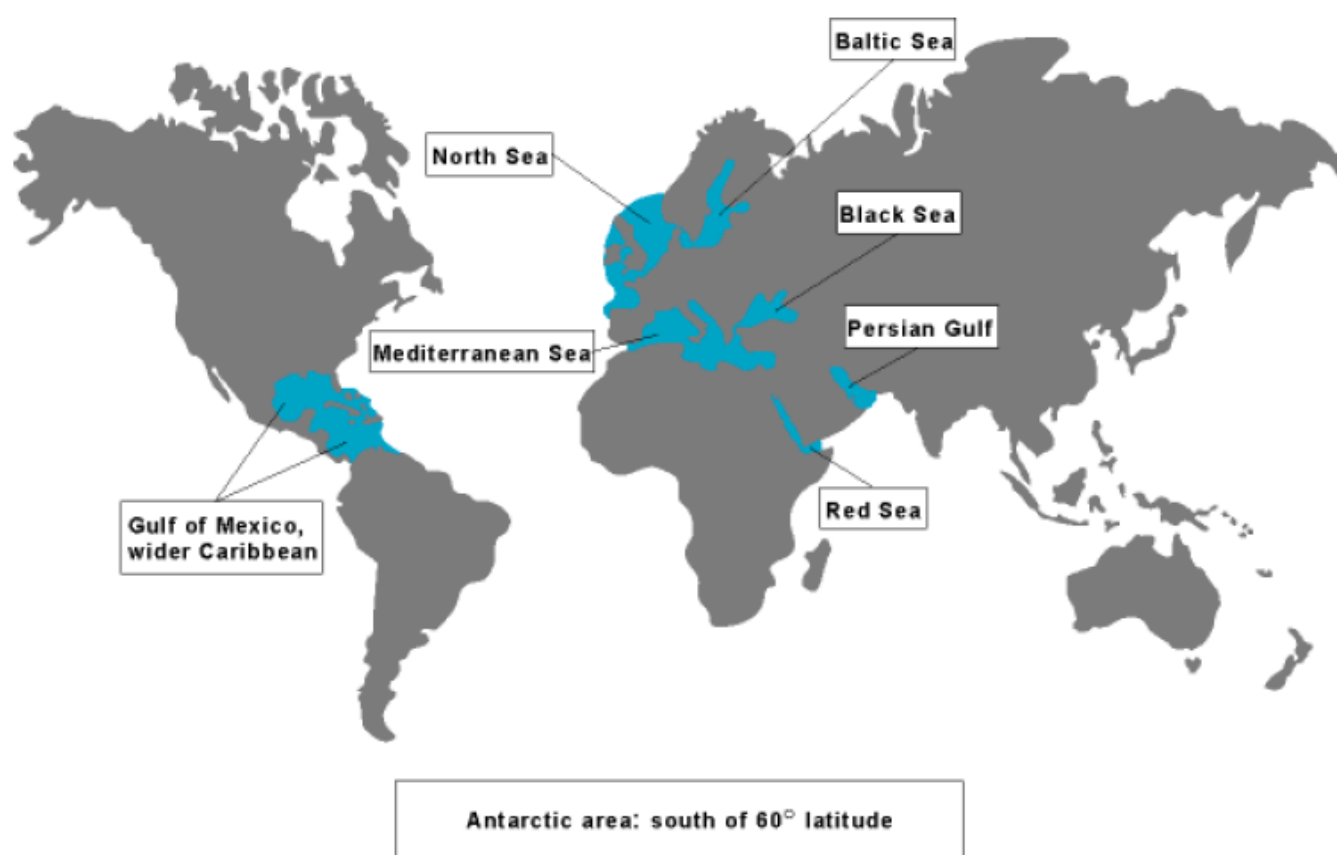 Baltic Sea
North Sea
Black Sea
Persian Gulf
Mediterranean Sea
Red Sea
Gulf of Mexico,
wider Caribbean
Antarctic area: south of 60° latitude